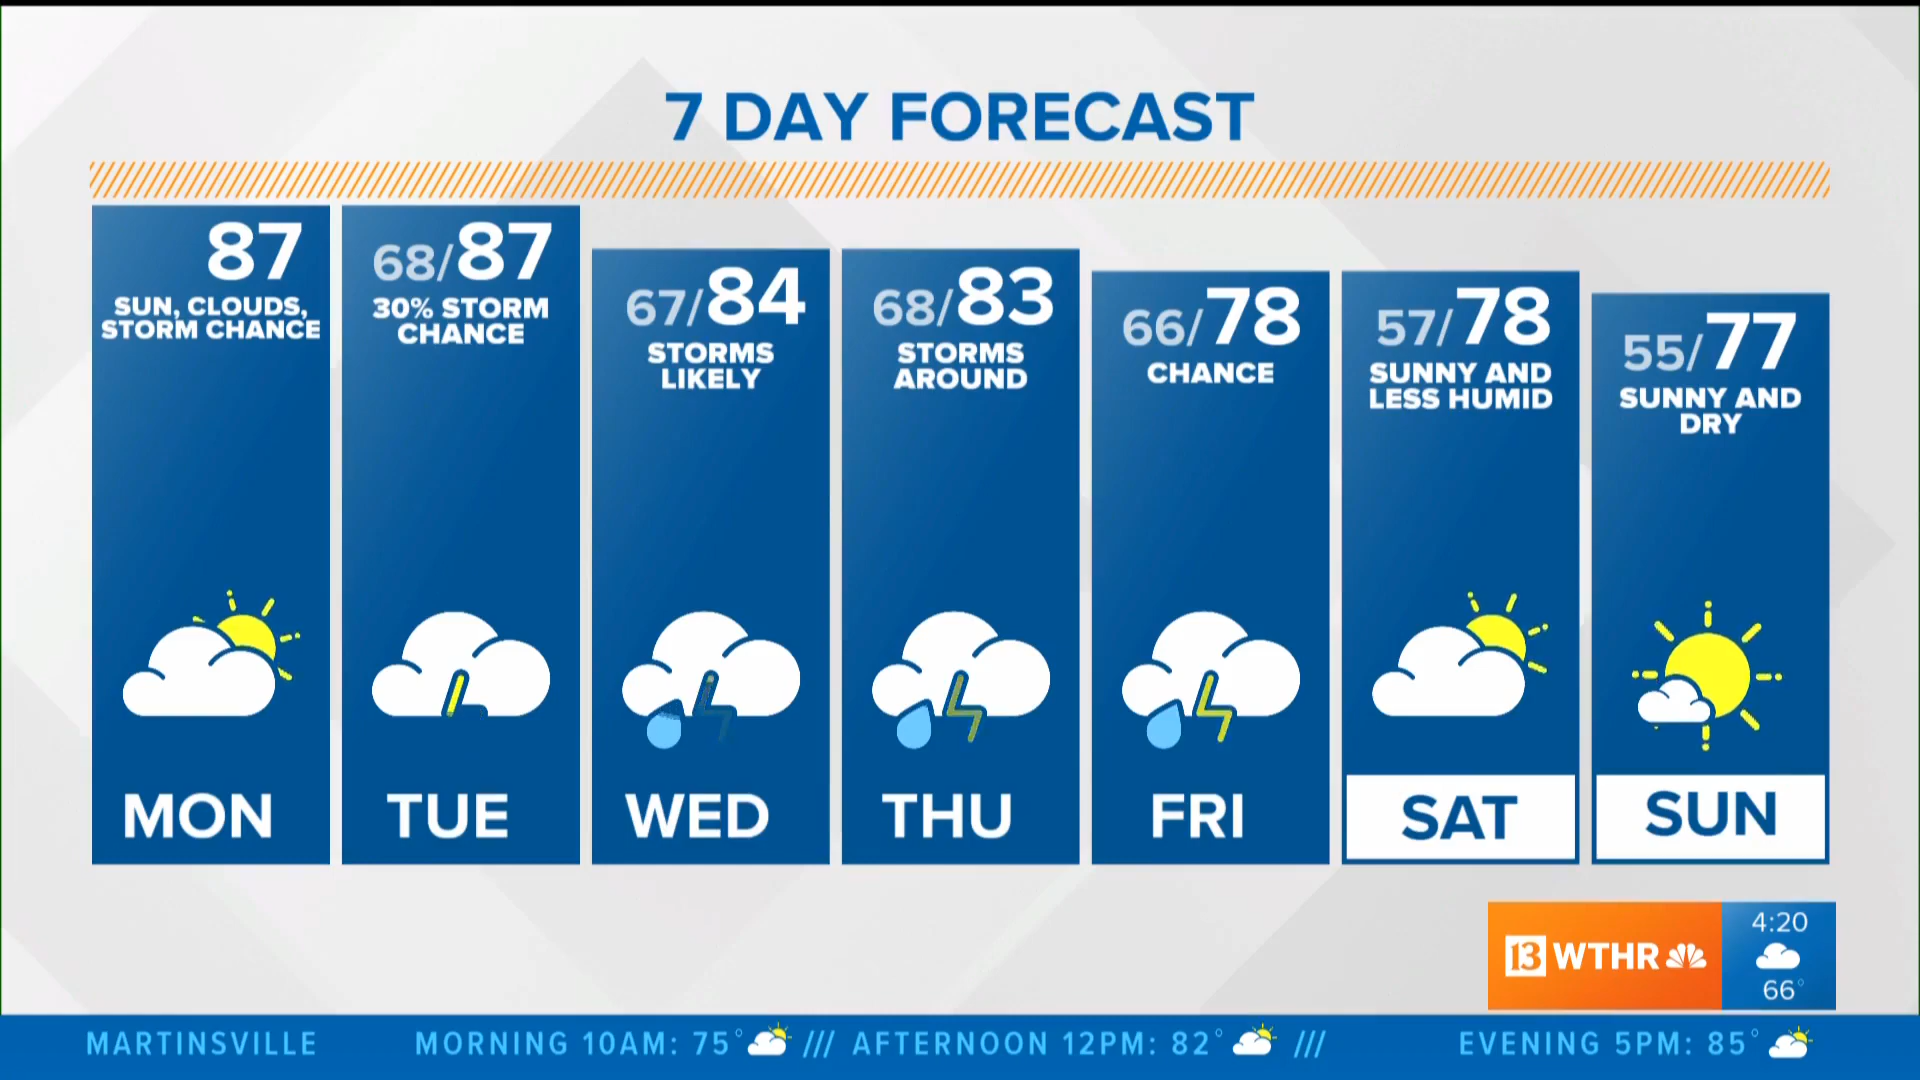 7 DAY FORECAST
87
SUN, CLOUDS,
STORM CHANCE
MON
68/87
30% STORM
CHANCE
TUE
67/84
STORMS
LIKELY
WED
68/83
STORMS
AROUND
THU
66/78
CHANCE
FRI
57/78
SUNNY AND
LESS HUMID
SAT
55/77
SUNNY AND
DRY
SUN
13 WTHR
4:20
66°
MARTINSVILLE MORNING 10AM: 75° /// AFTERNOON 12PM: 82° /// EVENING 5PM: 85°